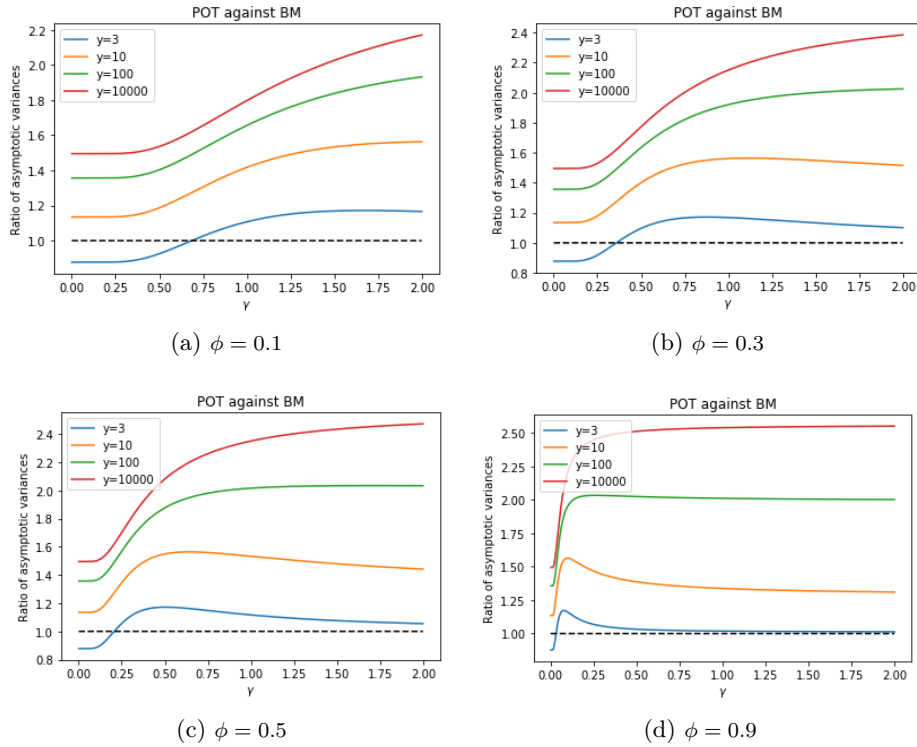 POT against BM
y=3
y=10
y=100
y=10000
Ratio of asymptotic variances
2.2
2.0
1.8
1.6
1.4
1.2
1.0
0.00 0.25 0.50 0.75 1.00 1.25 1.50 1.75 2.00
γ
(a) ϕ = 0.1
POT against BM
y=3
y=10
y=100
y=10000
Ratio of asymptotic variances
2.4
2.2
2.0
1.8
1.6
1.4
1.2
1.0
0.8
0.00 0.25 0.50 0.75 1.00 1.25 1.50 1.75 2.00
γ
(b) ϕ = 0.3
POT against BM
y=3
y=10
y=100
y=10000
Ratio of asymptotic variances
2.4
2.2
2.0
1.8
1.6
1.4
1.2
1.0
0.8
0.00 0.25 0.50 0.75 1.00 1.25 1.50 1.75 2.00
γ
(c) ϕ = 0.5
POT against BM
y=3
y=10
y=100
y=10000
Ratio of asymptotic variances
2.50
2.25
2.00
1.75
1.50
1.25
1.00
0.00 0.25 0.50 0.75 1.00 1.25 1.50 1.75 2.00
γ
(d) ϕ = 0.9